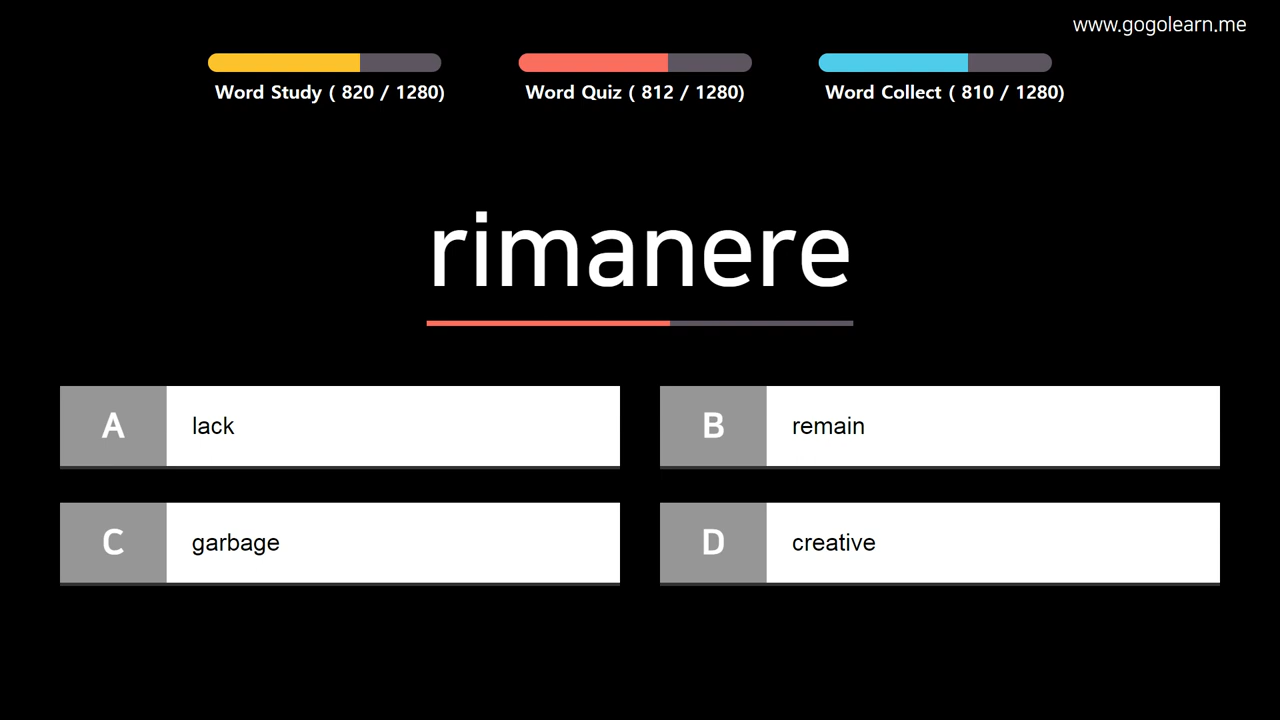 www.gogolearn.me
Word Study ( 820 / 1280)
Word Quiz ( 812 / 1280)
Word Collect ( 810 / 1280)
rimanere
A lack
B remain
C garbage
D creative